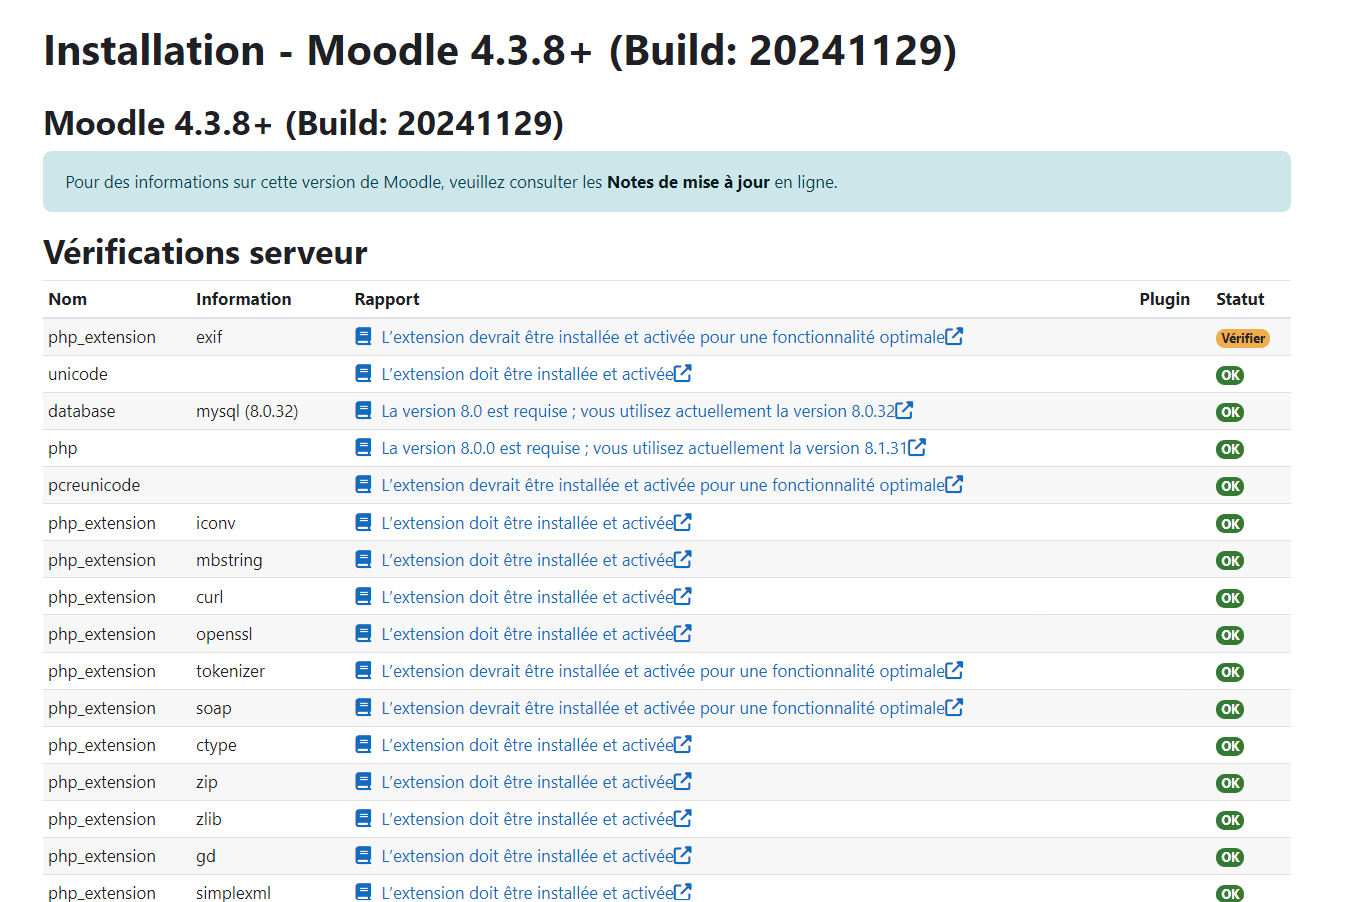 Installation - Moodle 4.3.8+ (Build: 20241129)
Moodle 4.3.8+ (Build: 20241129)
Pour des informations sur cette version de Moodle, veuillez consulter les Notes de mise à jour en ligne.
Vérifications serveur
Nom Information Rapport Plugin Statut
php_extension exif L’extension devrait être installée et activée pour une fonctionnalité optimale Vérifier
unicode L’extension doit être installée et activée OK
database mysql (8.0.32) La version 8.0 est requise ; vous utilisez actuellement la version 8.0.32 OK
php La version 8.0.0 est requise ; vous utilisez actuellement la version 8.1.31 OK
pcreunicode L’extension devrait être installée et activée pour une fonctionnalité optimale OK
php_extension iconv L’extension doit être installée et activée OK
php_extension mbstring L’extension doit être installée et activée OK
php_extension curl L’extension doit être installée et activée OK
php_extension openssl L’extension doit être installée et activée OK
php_extension tokenizer L’extension devrait être installée et activée pour une fonctionnalité optimale OK
php_extension soap L’extension devrait être installée et activée pour une fonctionnalité optimale OK
php_extension ctype L’extension doit être installée et activée OK
php_extension zip L’extension doit être installée et activée OK
php_extension zlib L’extension doit être installée et activée OK
php_extension gd L’extension doit être installée et activée OK
php_extension simplexml L’extension doit être installée et activée OK